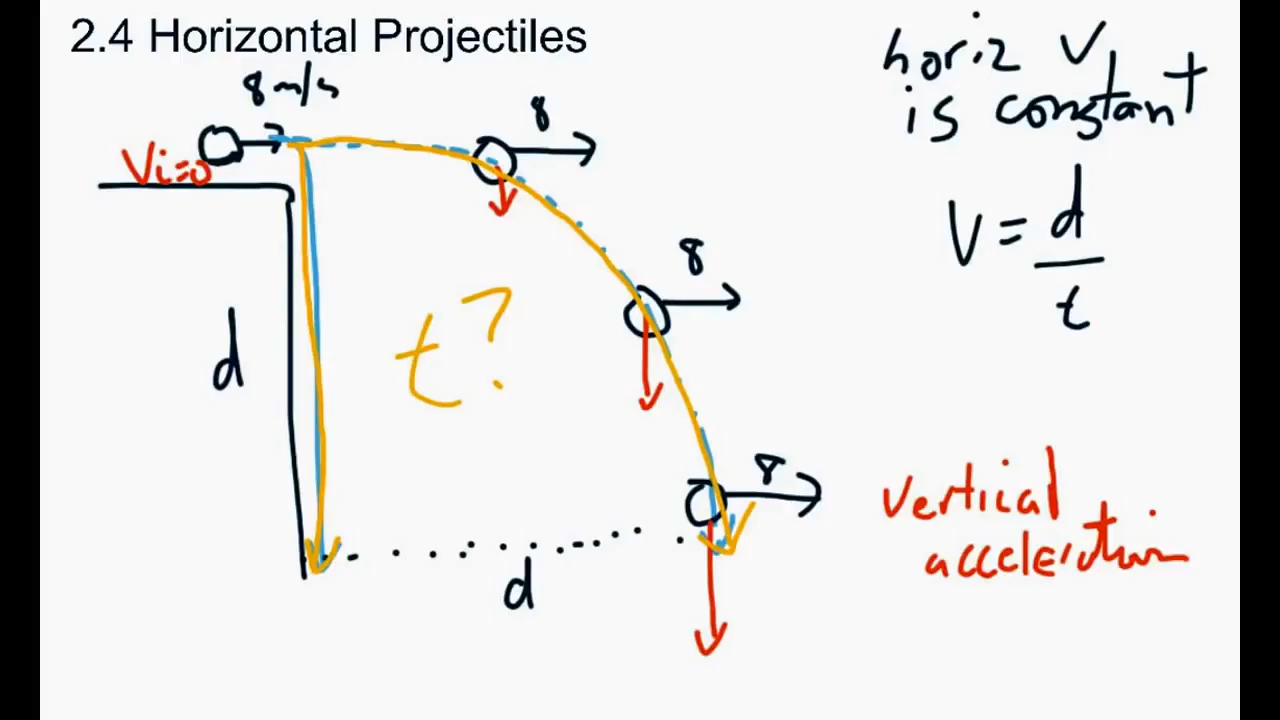 2.4 Horizontal Projectiles
8 m/s
Vi=0
8
8
8
d
t?
d
horiz V
is constant
V = d
t
vertical
acceleration